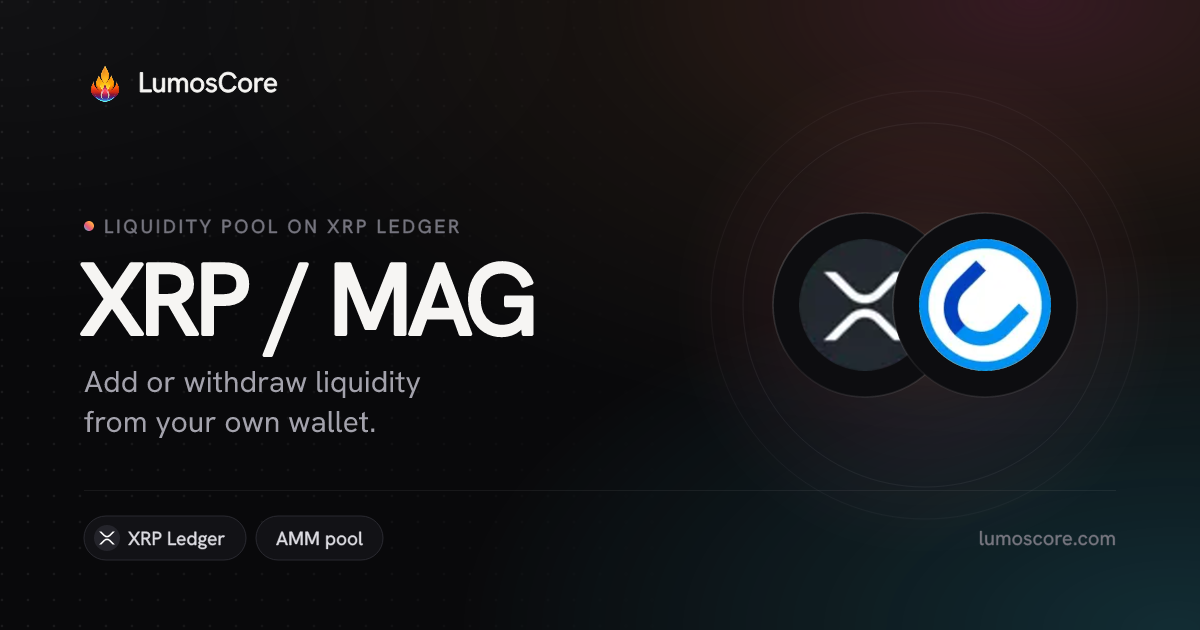 LumosCore
LIQUIDITY POOL ON XRP LEDGER
XRP / MAG
Add or withdraw liquidity
from your own wallet.
XRP Ledger
AMM pool
lumoscore.com